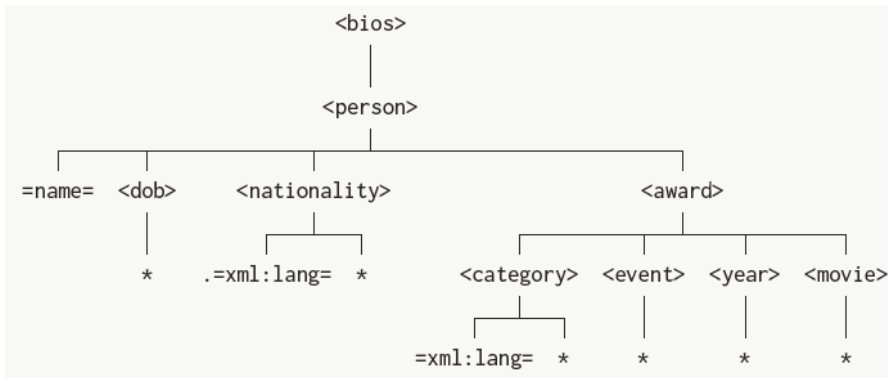 <bios>
<person>
=name= <dob> <nationality> <award>
* .=xml:lang= * <category> <event> <year> <movie>
=xml:lang= * * * *